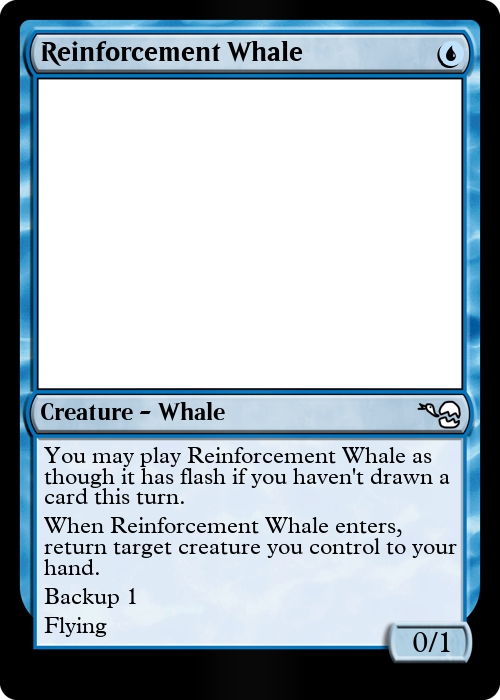 Reinforcement Whale
Creature – Whale
You may play Reinforcement Whale as
though it has flash if you haven't drawn a
card this turn.
When Reinforcement Whale enters,
return target creature you control to your
hand.
Backup 1
Flying
0/1